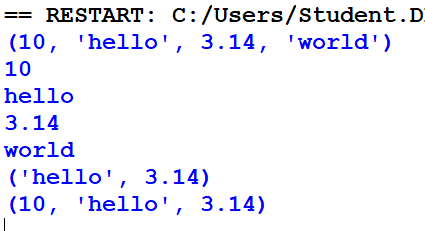 == RESTART: C:/Users/Student.D
(10, 'hello', 3.14, 'world')
10
hello
3.14
world
('hello', 3.14)
(10, 'hello', 3.14)